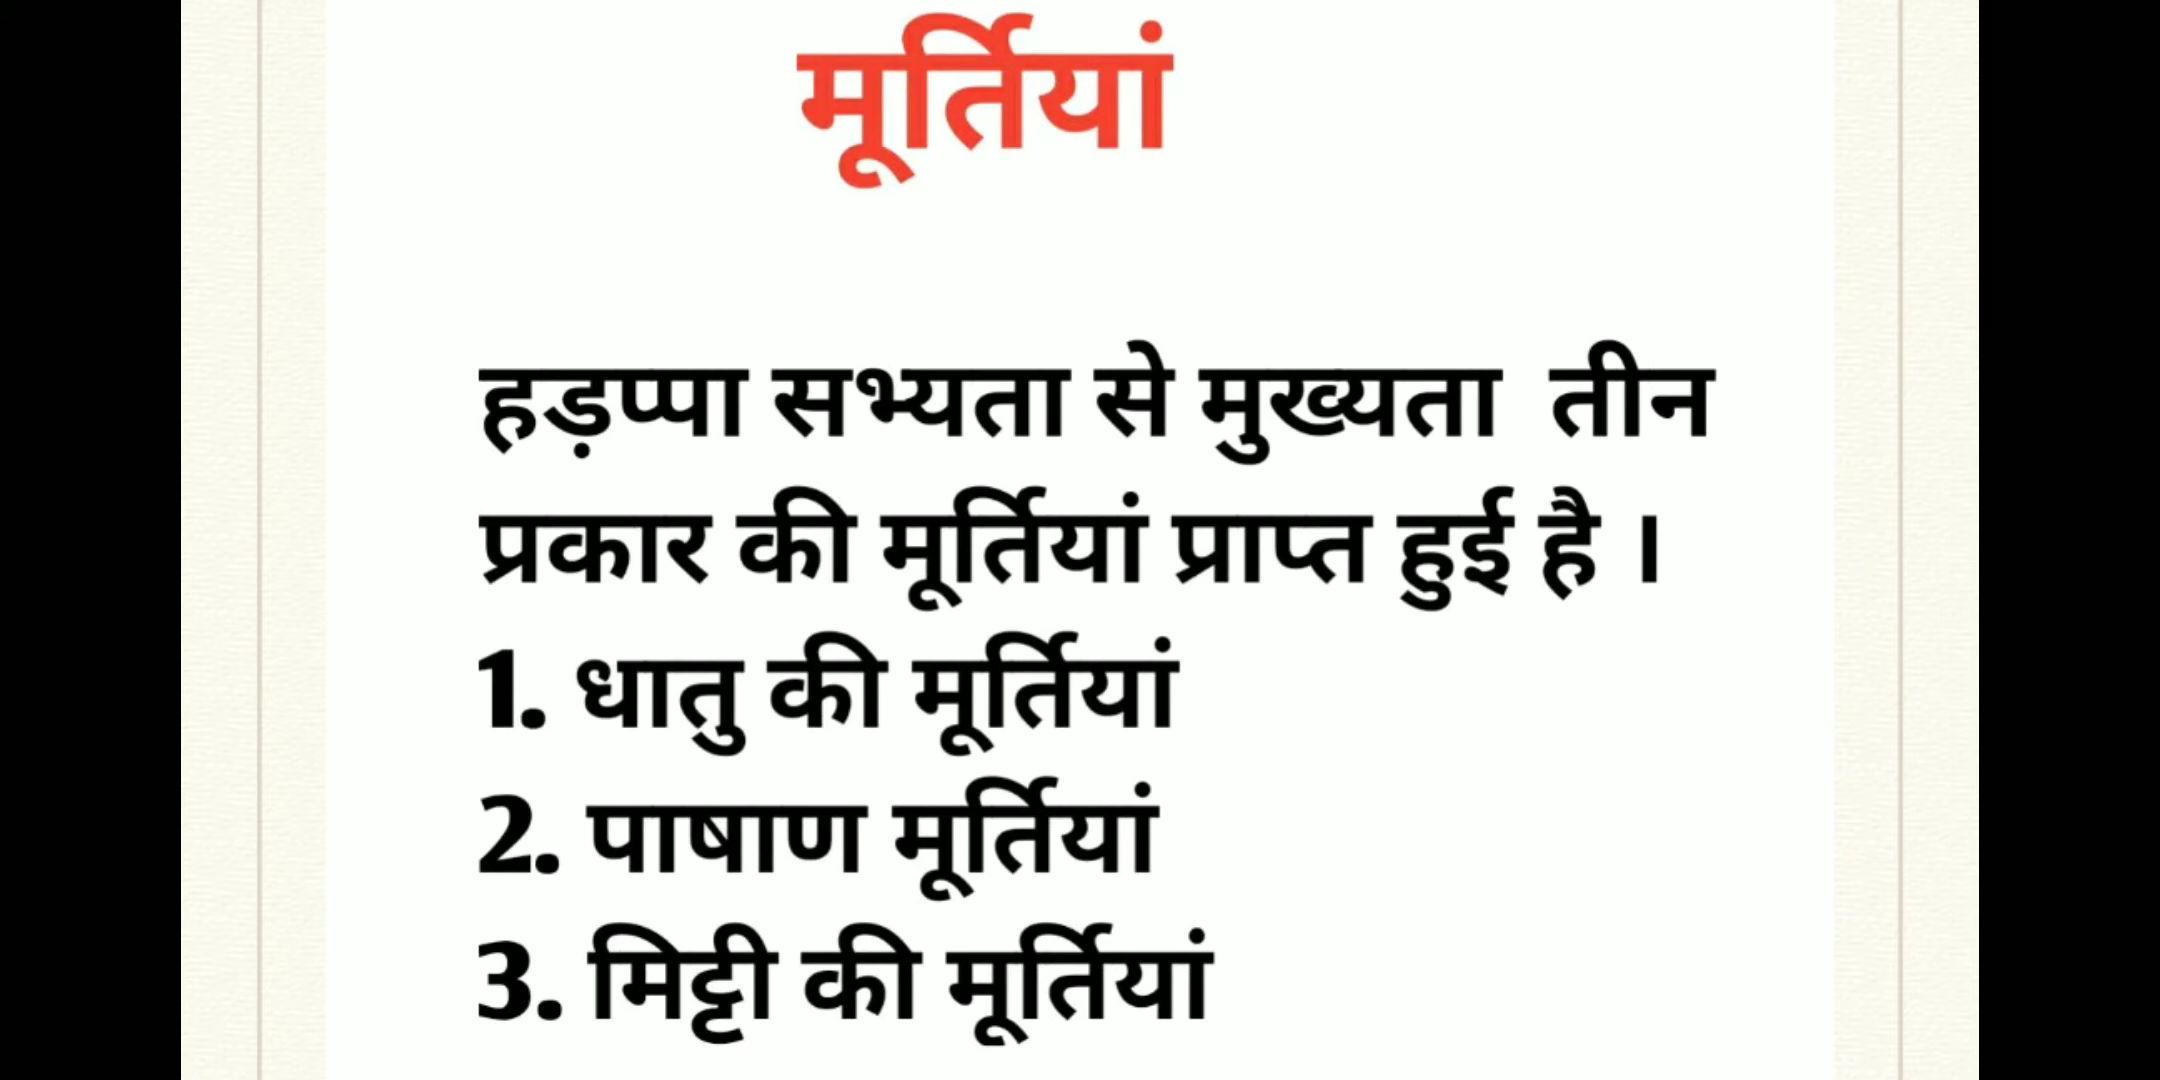 मूर्तियां
हड़प्पा सभ्यता से मुख्यता तीन
प्रकार की मूर्तियां प्राप्त हुई है ।
1. धातु की मूर्तियां
2. पाषाण मूर्तियां
3. मिट्टी की मूर्तियां